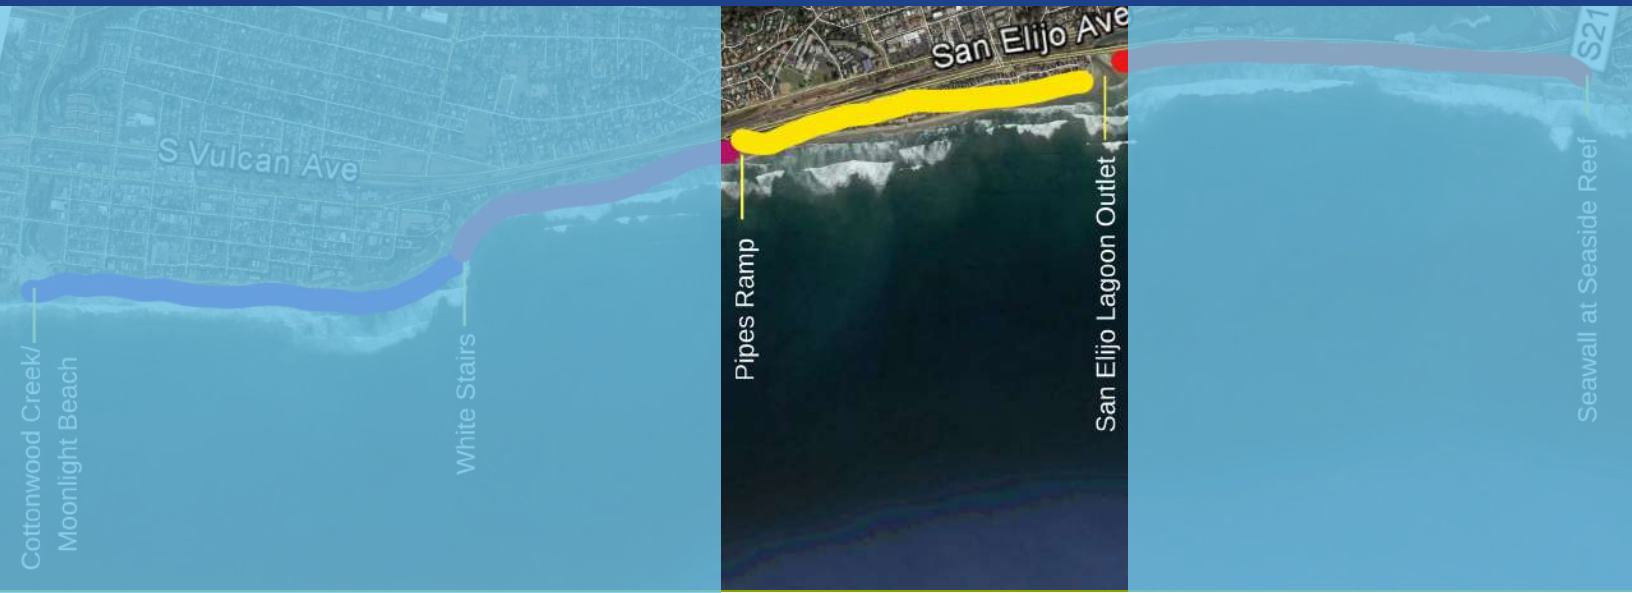 San Elijo Ave
S21
S Vulcan Ave
Cottonwood Creek/
Moonlight Beach
White Stairs
Pipes Ramp
San Elijo Lagoon Outlet
Seawall at Seaside Reef